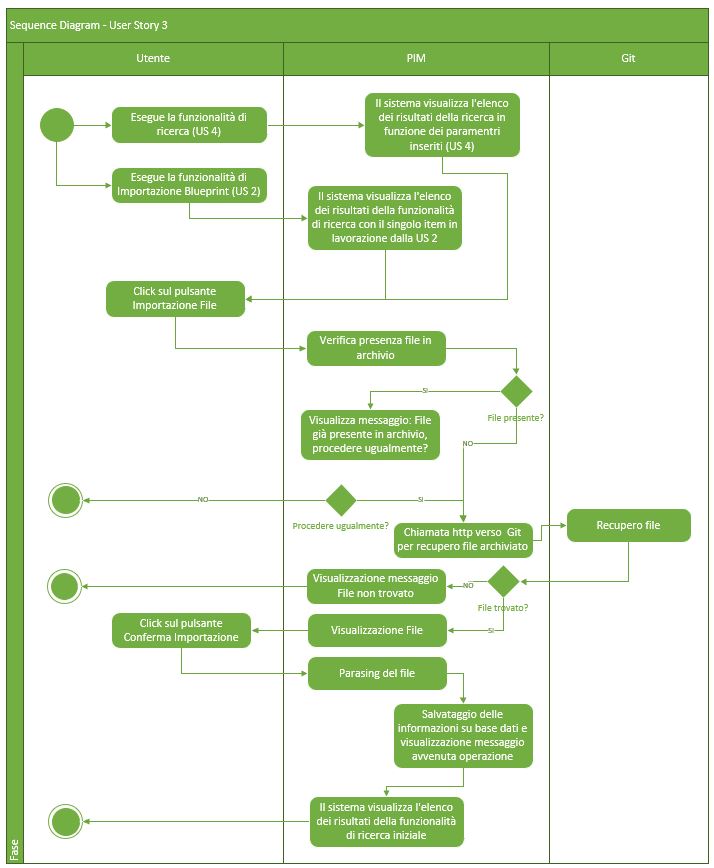 Sequence Diagram - User Story 3
Utente
PIM
Git
Esegue la funzionalità di
ricerca (US 4)
Il sistema visualizza l'elenco
dei risultati della ricerca in
funzione dei paramentri
inseriti (US 4)
Esegue la funzionalità di
Importazione Blueprint (US 2)
Il sistema visualizza l'elenco
dei risultati della funzionalità
di ricerca con il singolo item in
lavorazione dalla US 2
Click sul pulsante
Importazione File
Verifica presenza file in
archivio
SI
File presente?
Visualizza messaggio: File
già presente in archivio,
procedere ugualmente?
NO
NO
SI
Procedere ugualmente?
Chiamata http verso Git
per recupero file archiviato
Recupero file
Visualizzazione messaggio
File non trovato
NO
File trovato?
Click sul pulsante
Conferma Importazione
Visualizzazione File
SI
Parasing del file
Salvataggio delle
informazioni su base dati e
visualizzazione messaggio
avvenuta operazione
Il sistema visualizza l'elenco
dei risultati della funzionalità
di ricerca iniziale
Fase